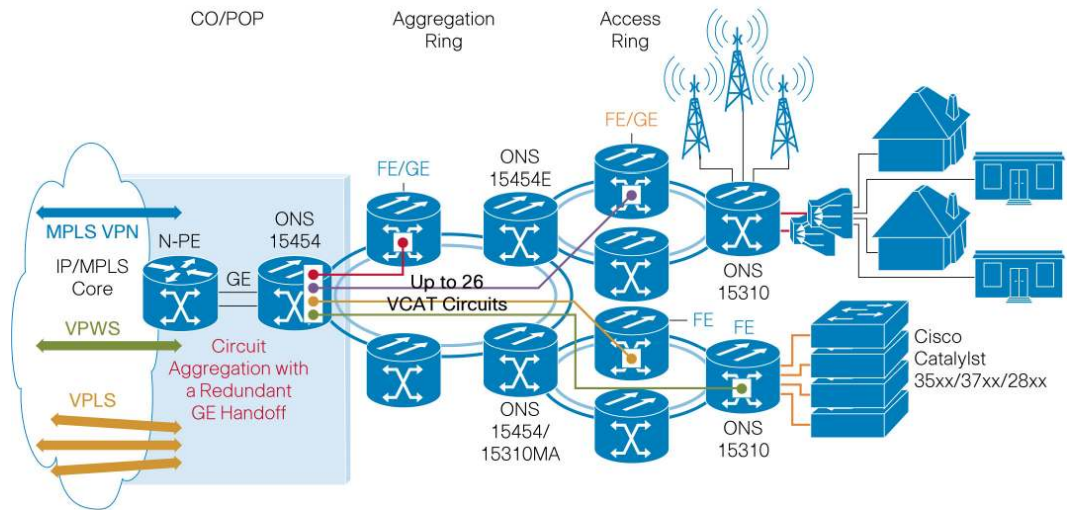 CO/POP
Aggregation
Ring
Access
Ring
FE/GE
FE/GE
ONS
15454E
MPLS VPN
N-PE
ONS
15454
IP/MPLS
Core
GE
Up to 26
VCAT Circuits
ONS
15310
VPWS
Circuit
Aggregation with
a Redundant
GE Handoff
FE
FE
Cisco
Catalylst
35xx/37xx/28xx
VPLS
ONS
15454/
15310MA
ONS
15310